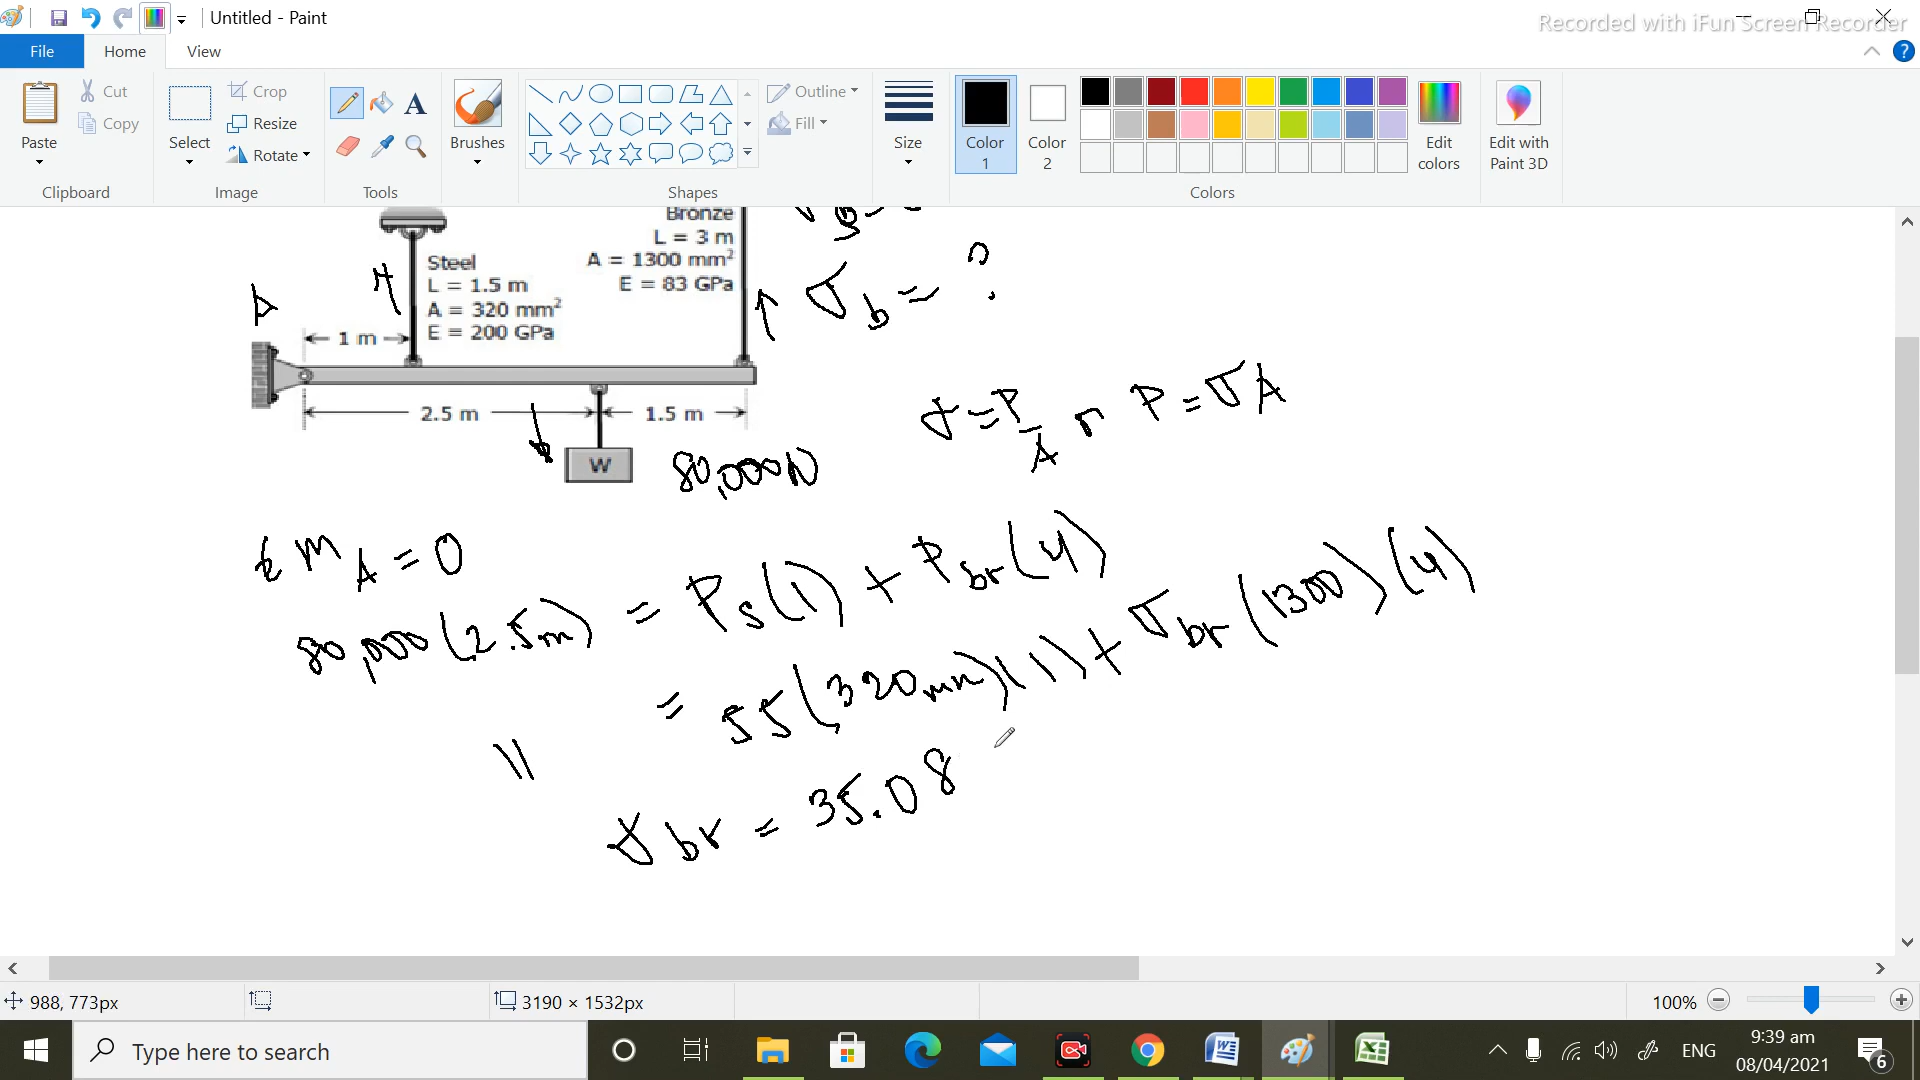 Untitled - Paint
Recorded with iFun Screen Recorder
File Home View
Paste
Cut
Copy
Clipboard
Select
Crop
Resize
Rotate
Image
A
Tools
Brushes
Outline
Fill
Shapes
Size
Color 1
Color 2
Edit colors
Edit with Paint 3D
Colors
Bronze
L = 3 m
A = 1300 mm²
E = 83 GPa
Steel
L = 1.5 m
A = 320 mm²
E = 200 GPa
σb = ?
A
1 m
2.5 m
1.5 m
W
80,000N
σ = P/A r P = σA
Σ MA = 0
80,000 (2.5m) = Ps(1) + Pbr(4)
= 55(320mm)(1) + σbr(1300)(4)
σbr = 35.08
988, 773px
3190 × 1532px
100%
Type here to search
ENG
9:39 am
08/04/2021
6